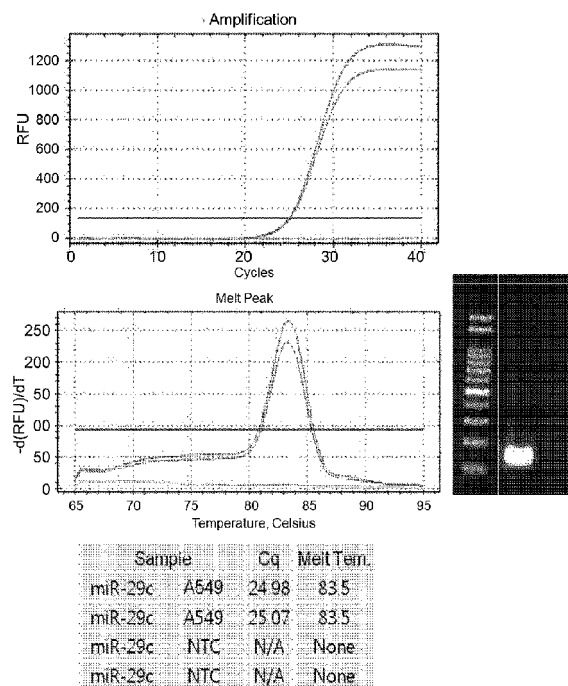 Amplification
1200
1000
800
600
400
200
0
RFU
0 10 20 30 40
Cycles
Melt Peak
250
200
50
00
50
0
-d(RFU)/dT
65 70 75 80 85 90 95
Temperature, Celsius
Sample Cq Melt Tem.
miR-29c A549 24.98 83.5
miR-29c A549 25.07 83.5
miR-29c NTC N/A None
miR-29c NTC N/A None